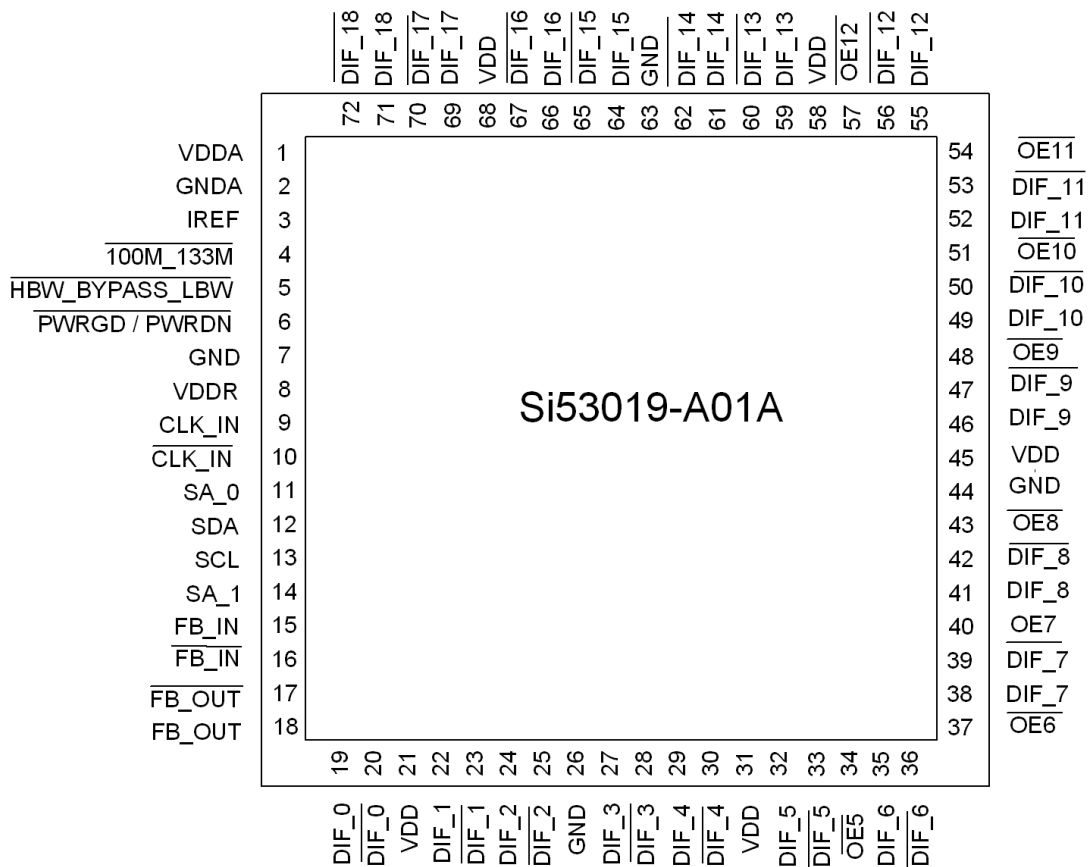 DIF_18
DIF_18
DIF_17
DIF_17
VDD
DIF_16
DIF_16
DIF_15
DIF_15
GND
DIF_14
DIF_14
DIF_13
DIF_13
VDD
OE12
DIF_12
DIF_12
72
71
70
69
68
67
66
65
64
63
62
61
60
59
58
57
56
55
VDDA 1
GNDA 2
IREF 3
100M_133M 4
HBW_BYPASS_LBW 5
PWRGD / PWRDN 6
GND 7
VDDR 8
CLK_IN 9
CLK_IN 10
SA_0 11
SDA 12
SCL 13
SA_1 14
FB_IN 15
FB_IN 16
FB_OUT 17
FB_OUT 18
Si53019-A01A
54 OE11
53 DIF_11
52 DIF_11
51 OE10
50 DIF_10
49 DIF_10
48 OE9
47 DIF_9
46 DIF_9
45 VDD
44 GND
43 OE8
42 DIF_8
41 DIF_8
40 OE7
39 DIF_7
38 DIF_7
37 OE6
19
20
21
22
23
24
25
26
27
28
29
30
31
32
33
34
35
36
DIF_0
DIF_0
VDD
DIF_1
DIF_1
DIF_2
DIF_2
GND
DIF_3
DIF_3
DIF_4
DIF_4
VDD
DIF_5
DIF_5
OE5
DIF_6
DIF_6